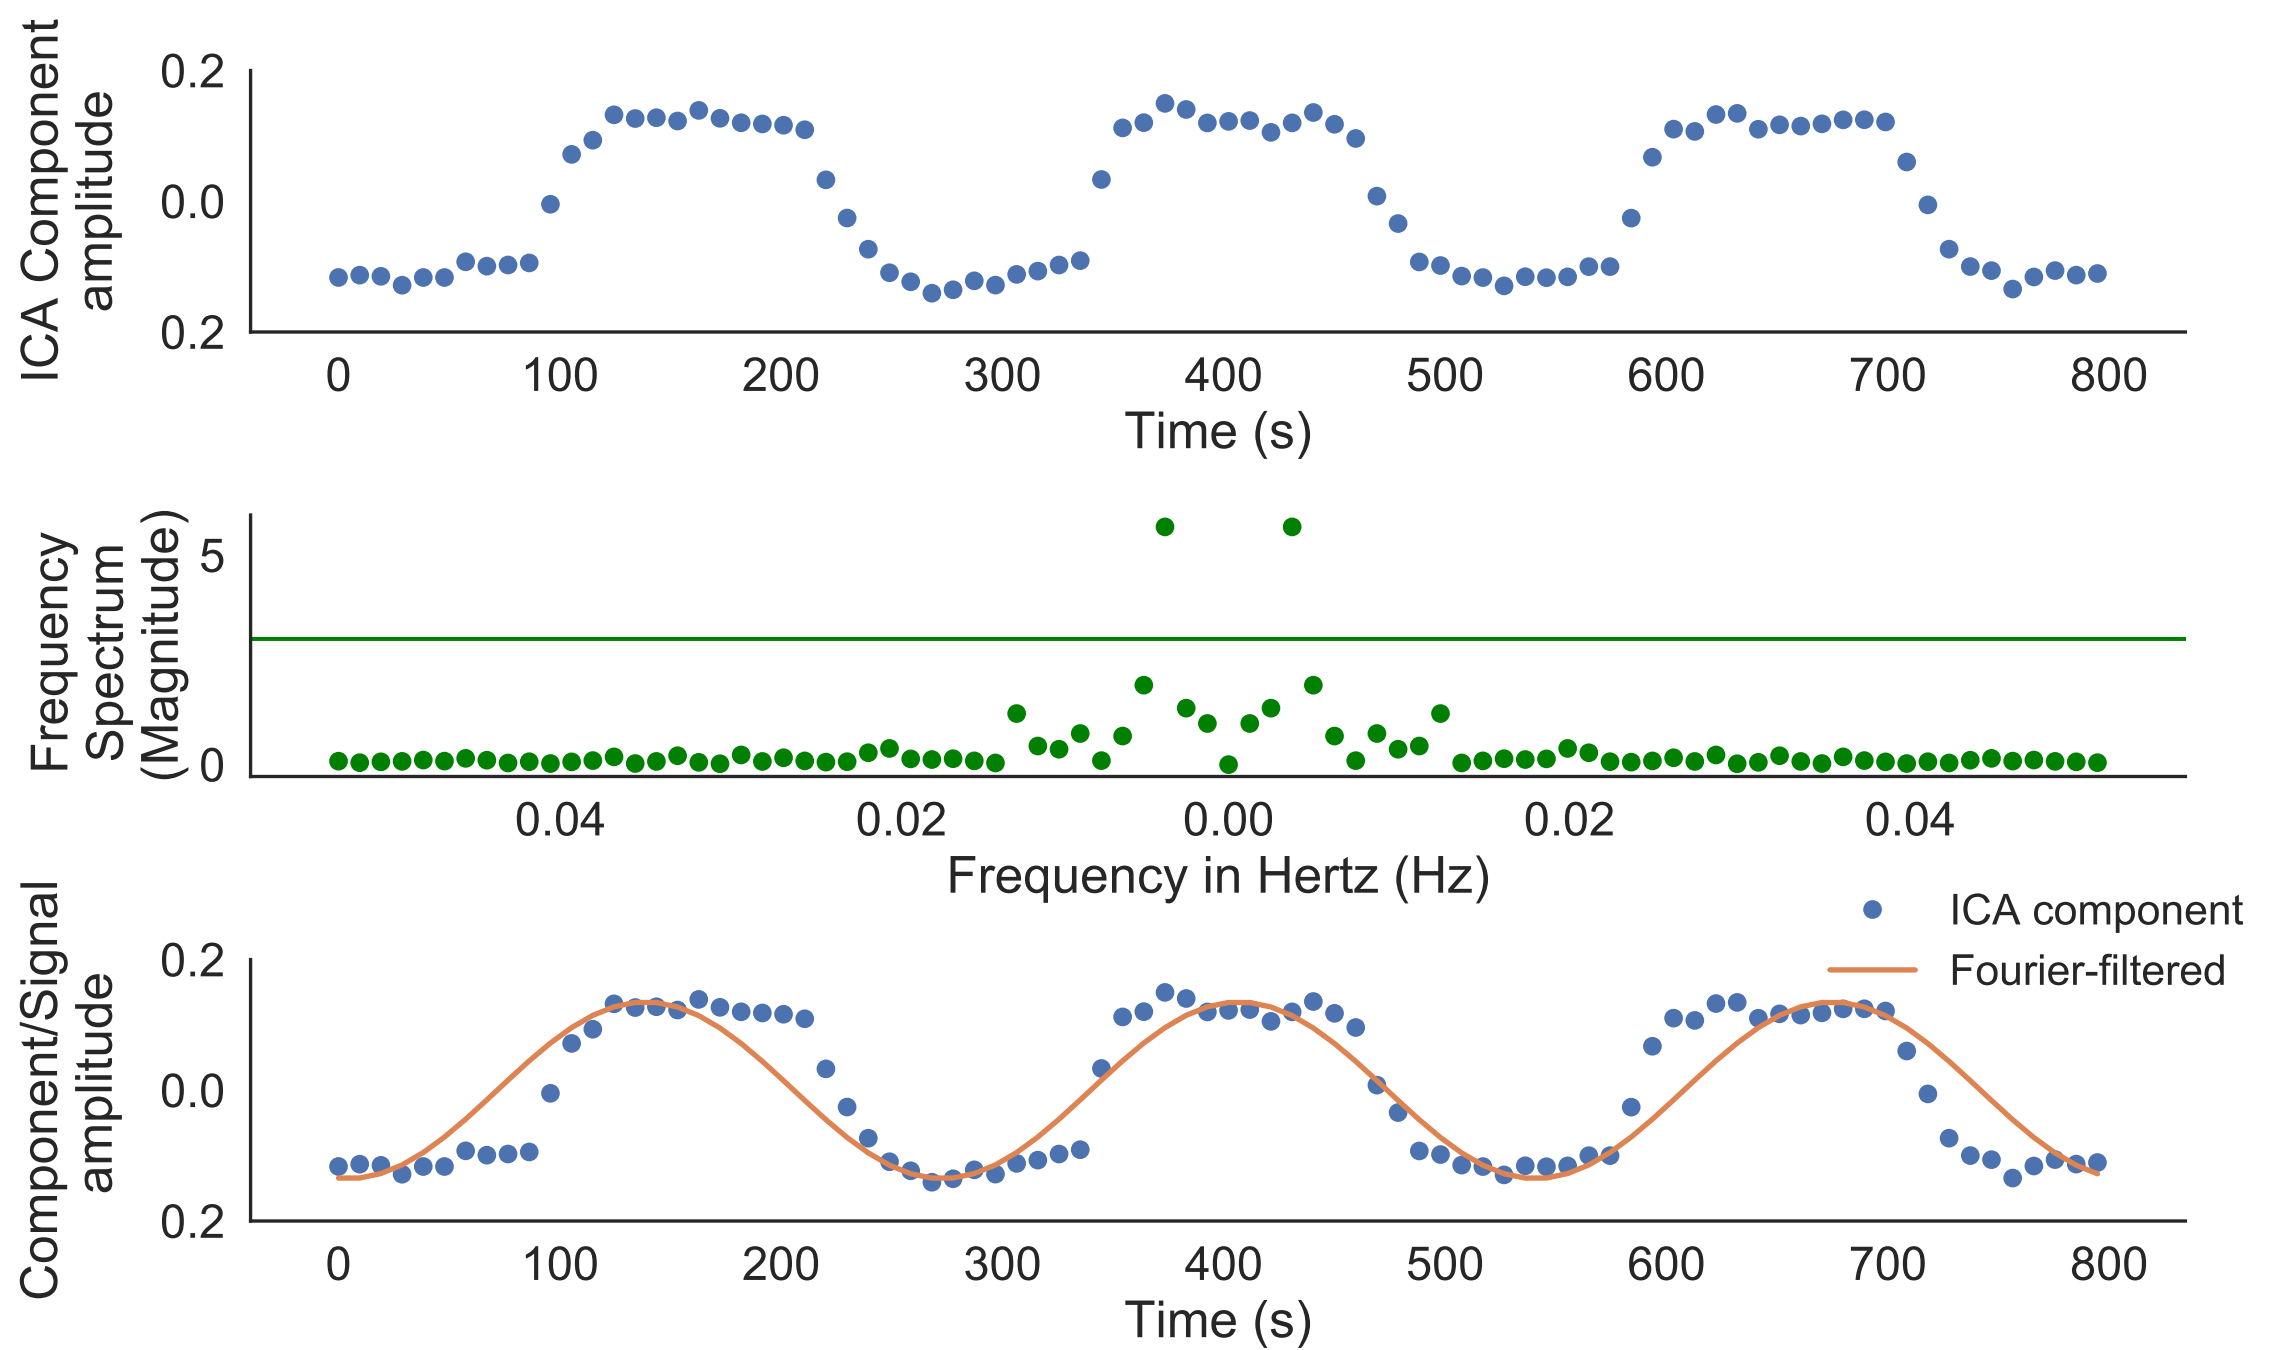 ICA Component
amplitude
0.2
0.0
0.2
0 100 200 300 400 500 600 700 800
Time (s)
Frequency
Spectrum
(Magnitude)
5
0
0.04 0.02 0.00 0.02 0.04
Frequency in Hertz (Hz)
Component/Signal
amplitude
ICA component
Fourier-filtered
0.2
0.0
0.2
0 100 200 300 400 500 600 700 800
Time (s)